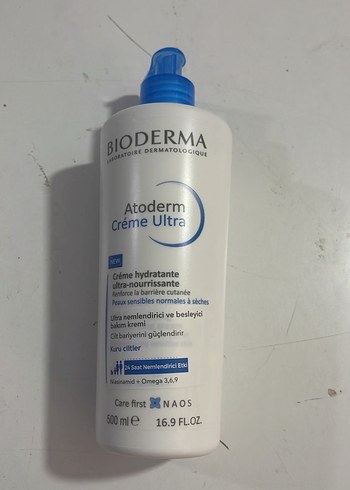 BIODERMA
LABORATOIRE DERMATOLOGIQUE
Atoderm
Créme Ultra
NEW
Crème hydratante
ultra-nourrissante
Renforce la barrière cutanée
Peaux sensibles normales à sèches
Ultra nemlendirici ve besleyici
bakım kremi
Cilt bariyerini güçlendirir
Kuru ciltler
24 Saat Nemlendirici Etki
Niacinamid + Omega 3,6,9
Care first NAOS
500 ml e 16.9 FL.OZ.